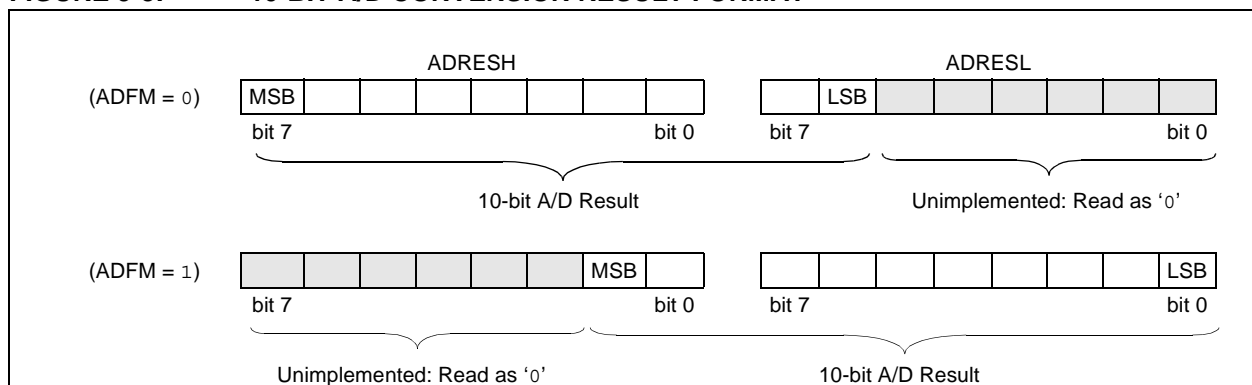 ADRESH ADRESL
(ADFM = 0) MSB LSB
bit 7 bit 0 bit 7 bit 0
10-bit A/D Result Unimplemented: Read as ‘0’
(ADFM = 1) MSB LSB
bit 7 bit 0 bit 7 bit 0
Unimplemented: Read as ‘0’ 10-bit A/D Result